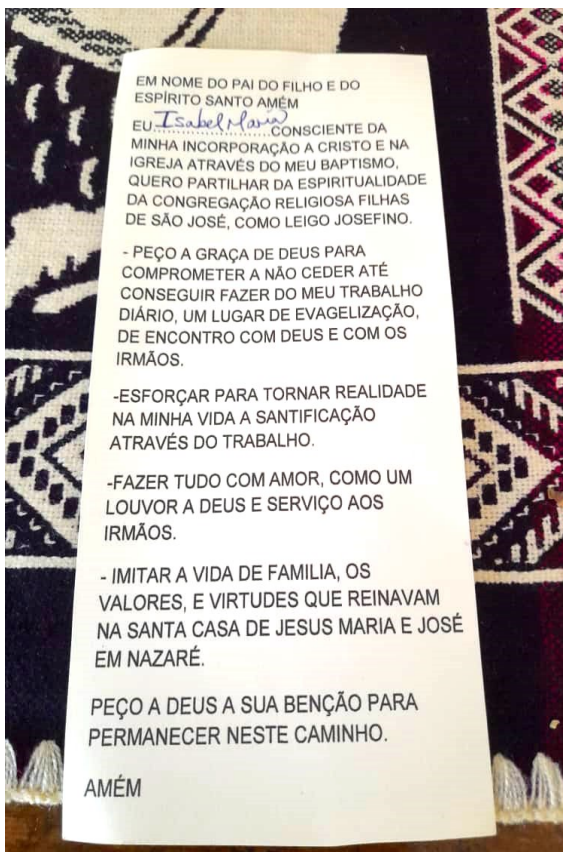 EM NOME DO PAI DO FILHO E DO
ESPÍRITO SANTO AMÉM
EU...Isabel Maria...CONSCIENTE DA
MINHA INCORPORAÇÃO A CRISTO E NA
IGREJA ATRAVÉS DO MEU BAPTISMO,
QUERO PARTILHAR DA ESPIRITUALIDADE
DA CONGREGAÇÃO RELIGIOSA FILHAS
DE SÃO JOSÉ, COMO LEIGO JOSEFINO.
- PEÇO A GRAÇA DE DEUS PARA
COMPROMETER A NÃO CEDER ATÉ
CONSEGUIR FAZER DO MEU TRABALHO
DIÁRIO, UM LUGAR DE EVAGELIZAÇÃO,
DE ENCONTRO COM DEUS E COM OS
IRMÃOS.
-ESFORÇAR PARA TORNAR REALIDADE
NA MINHA VIDA A SANTIFICAÇÃO
ATRAVÉS DO TRABALHO.
-FAZER TUDO COM AMOR, COMO UM
LOUVOR A DEUS E SERVIÇO AOS
IRMÃOS.
- IMITAR A VIDA DE FAMILIA, OS
VALORES, E VIRTUDES QUE REINAVAM
NA SANTA CASA DE JESUS MARIA E JOSÉ
EM NAZARÉ.
PEÇO A DEUS A SUA BENÇÃO PARA
PERMANECER NESTE CAMINHO.
AMÉM